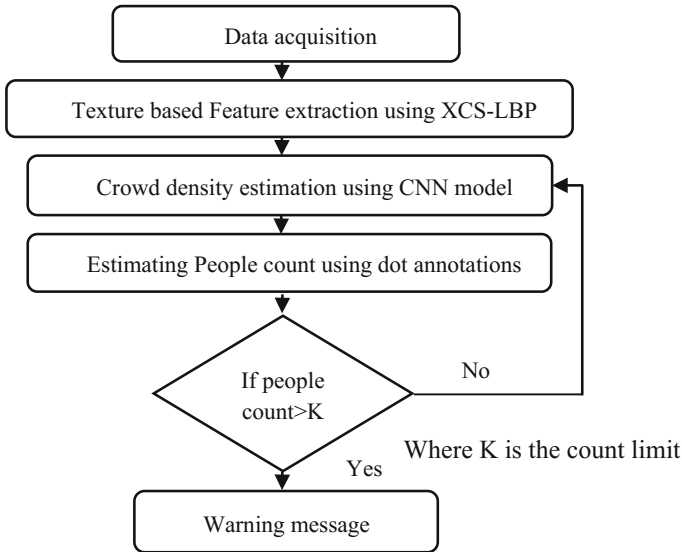 Data acquisition
Texture based Feature extraction using XCS-LBP
Crowd density estimation using CNN model
Estimating People count using dot annotations
If people
count>K
No
Where K is the count limit
Yes
Warning message